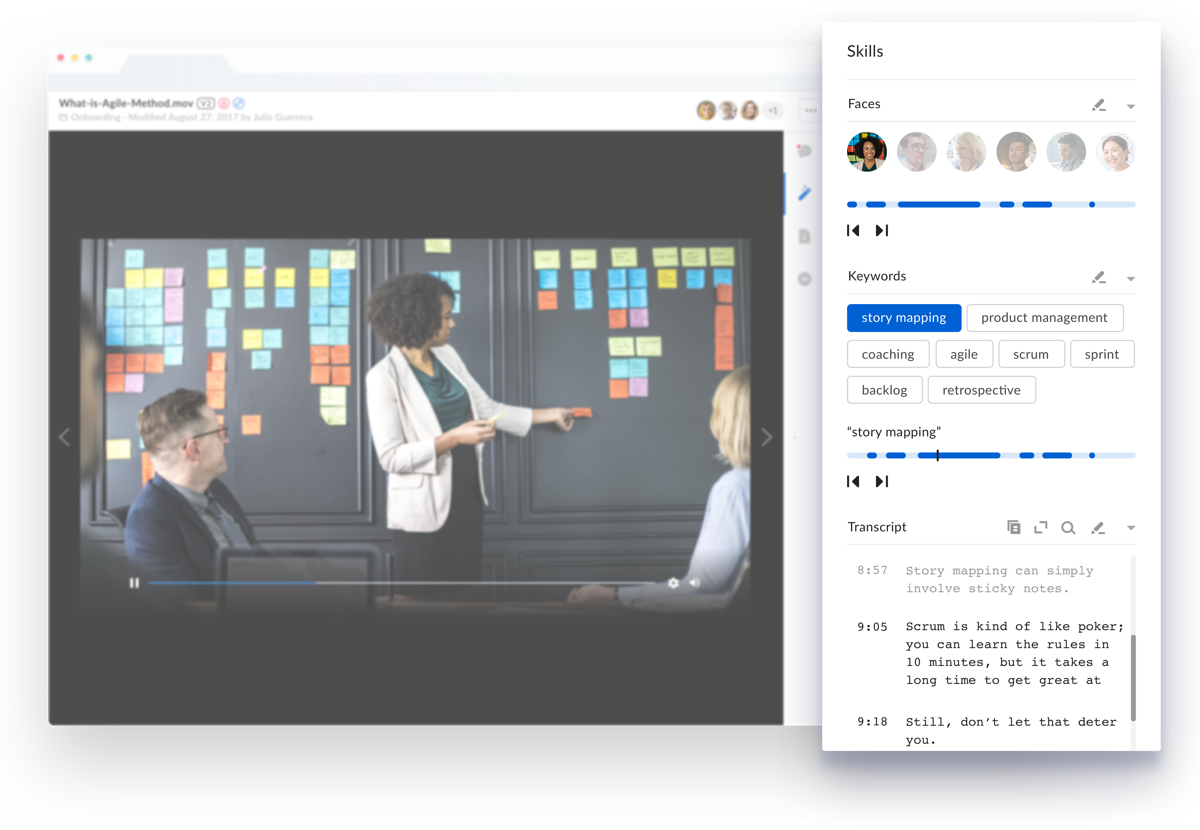 What-is-Agile-Method.mov V2
Onboarding - Modified August 27, 2017 by Julio Guerrera
+1
Skills
Faces
Keywords
story mapping product management
coaching agile scrum sprint
backlog retrospective
“story mapping”
Transcript
8:57 Story mapping can simply
involve sticky notes.
9:05 Scrum is kind of like poker;
you can learn the rules in
10 minutes, but it takes a
long time to get great at
9:18 Still, don’t let that deter
you.